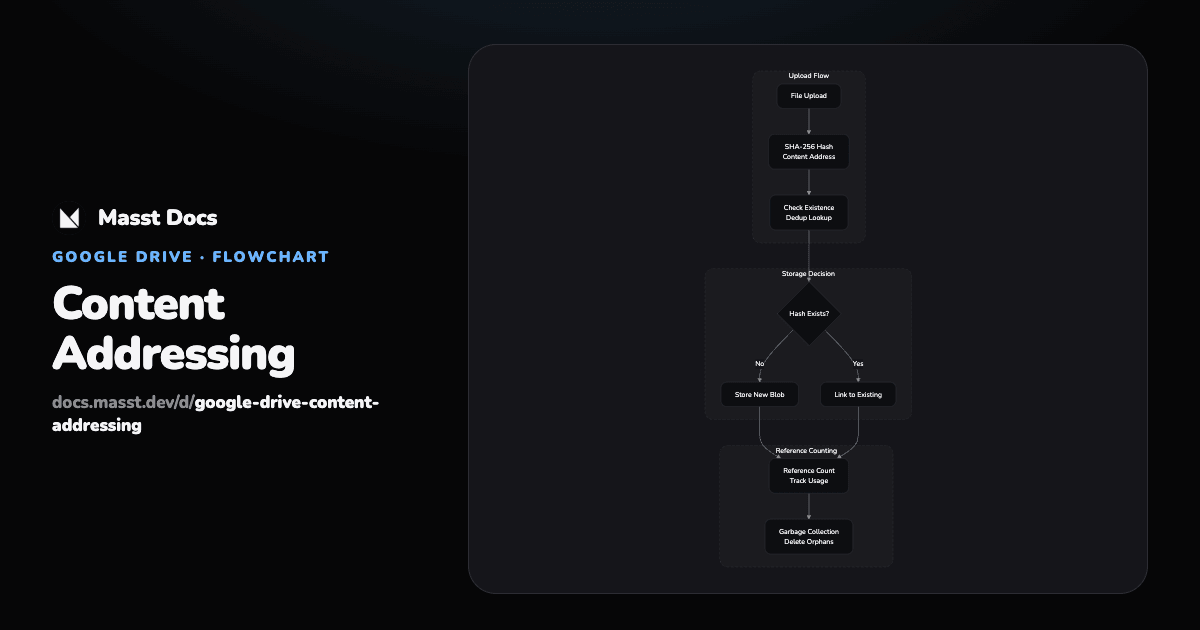 Masst Docs
GOOGLE DRIVE · FLOWCHART
Content
Addressing
docs.masst.dev/d/google-drive-content-
addressing
Upload Flow
File Upload
SHA-256 Hash
Content Address
Check Existence
Dedup Lookup
Storage Decision
Hash Exists?
No
Yes
Store New Blob
Link to Existing
Reference Counting
Reference Count
Track Usage
Garbage Collection
Delete Orphans